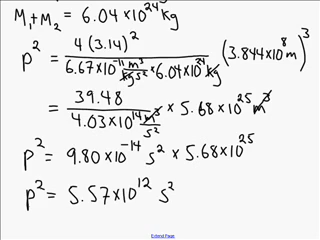 M₁+M₂ = 6.04×10²⁴ kg
P² = 4(3.14)² / (6.67×10⁻¹¹ m³/kg s² × 6.04×10²⁴ kg) (3.844×10⁸ m)³
= 39.48 / (4.03×10¹⁴ m³/s²) × 5.68×10²⁵ m³
P² = 9.80×10⁻¹⁴ s² × 5.68×10²⁵
P² = 5.57×10¹² s²